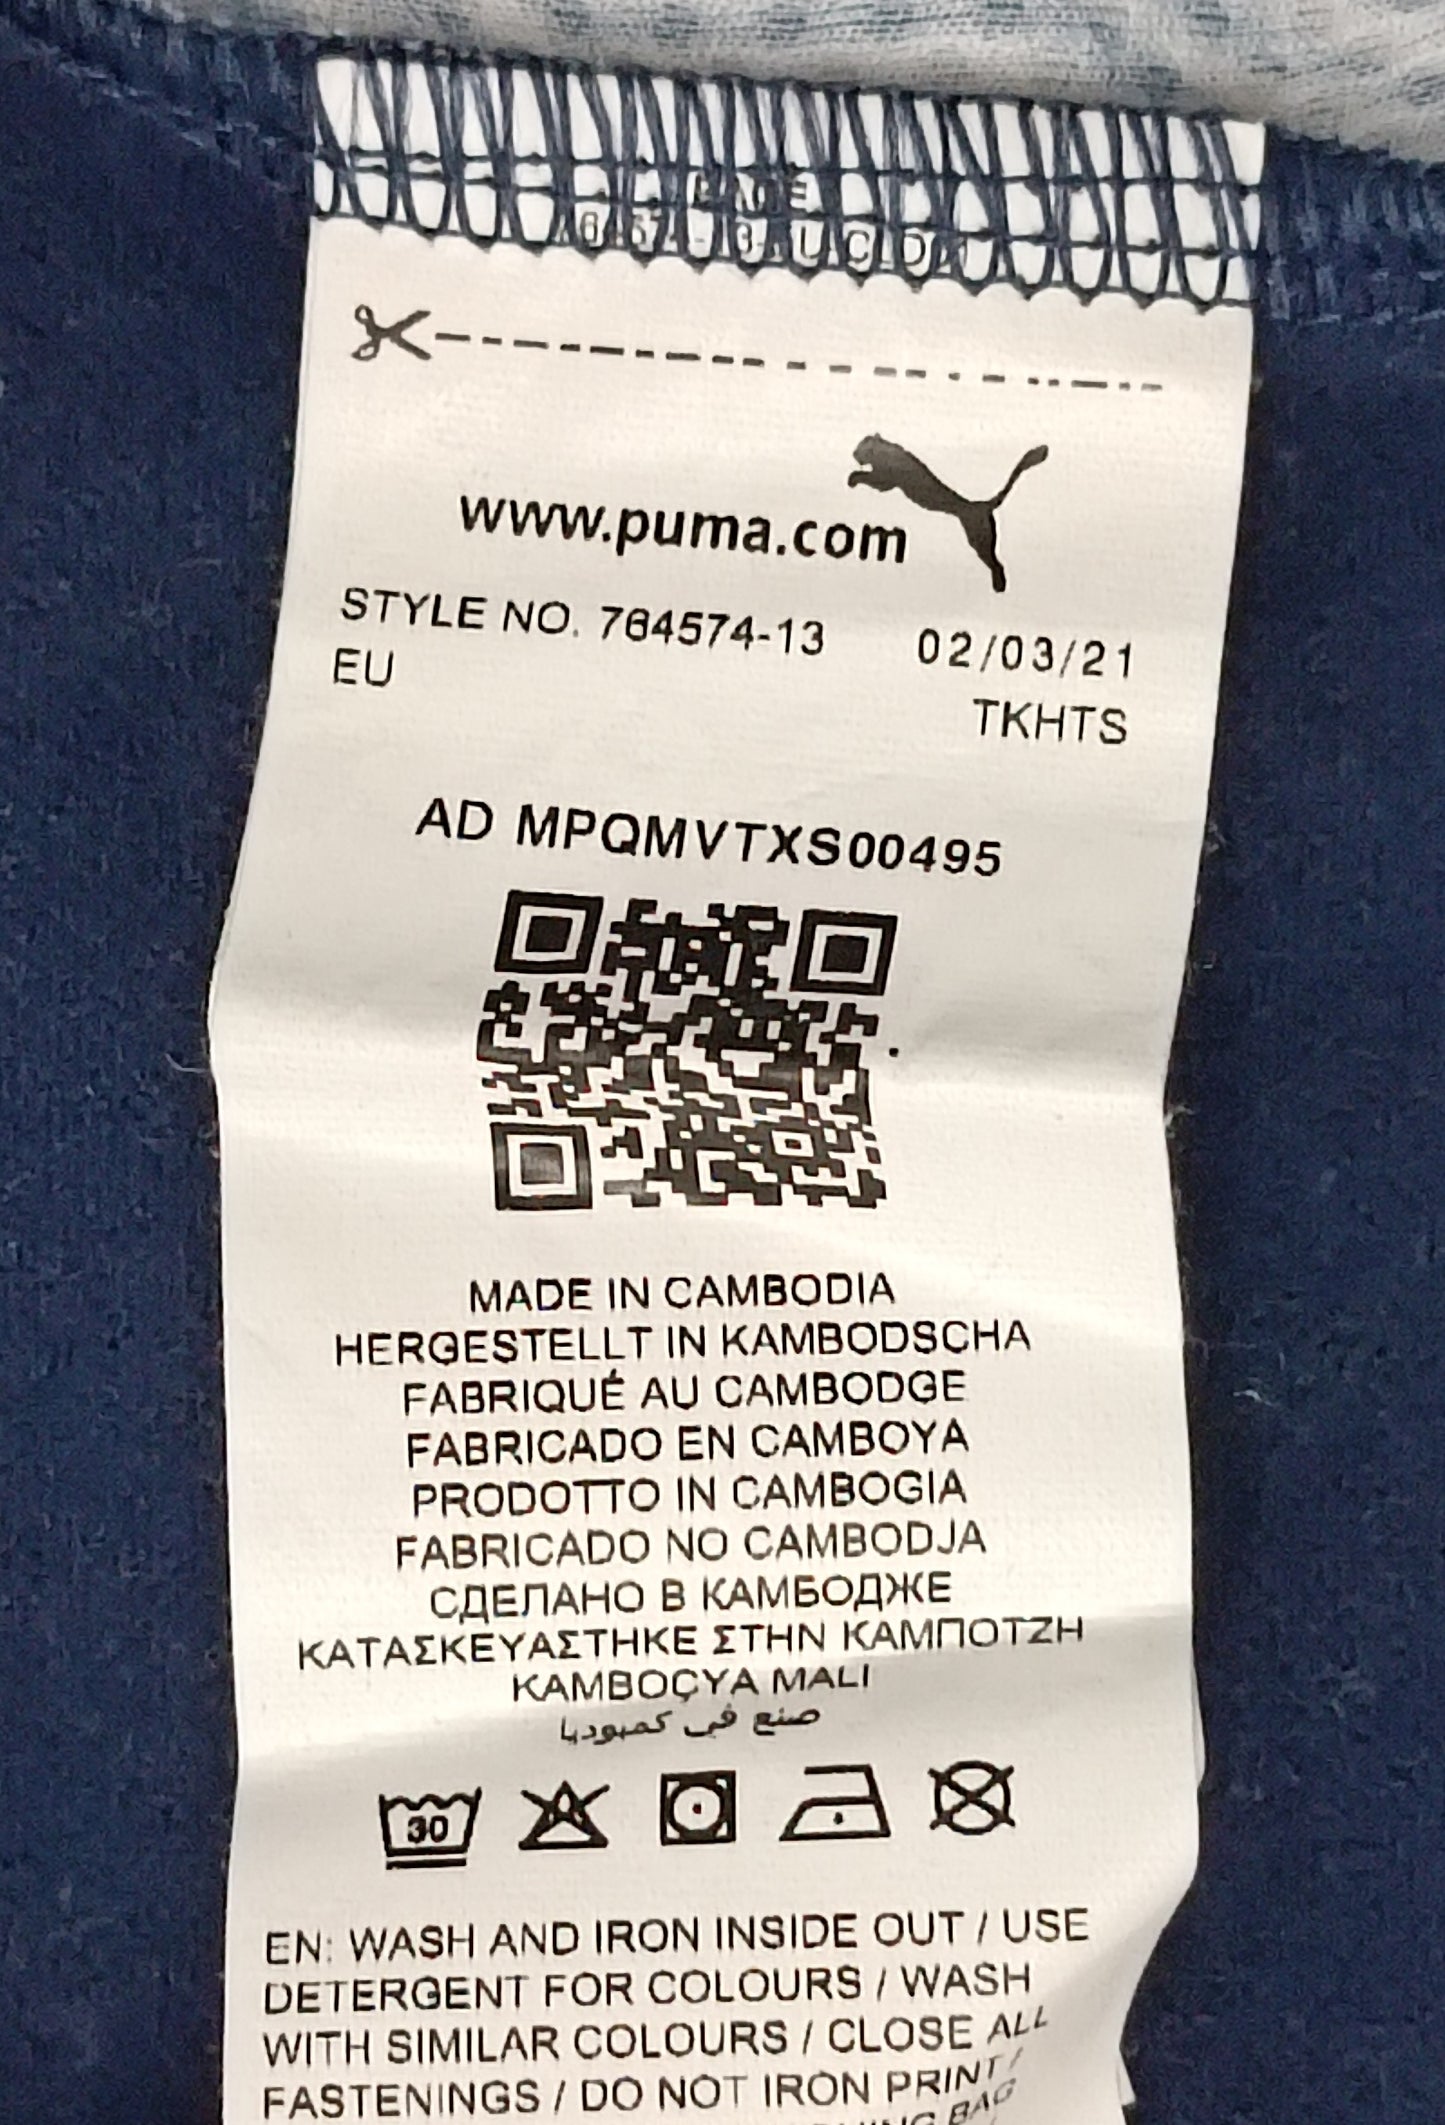 www.puma.com
STYLE NO. 764574-13 02/03/21
EU TKHTS
AD MPQMVTXS00495
MADE IN CAMBODIA
HERGESTELLT IN KAMBODSCHA
FABRIQUÉ AU CAMBODGE
FABRICADO EN CAMBOYA
PRODOTTO IN CAMBOGIA
FABRICADO NO CAMBODJA
СДЕЛАНО В КАМБОДЖЕ
ΚΑΤΑΣΚΕΥΑΣΤΗΚΕ ΣΤΗΝ ΚΑΜΠΟΤΖΗ
KAMBOÇYA MALI
صنع في كمبوديا
30
EN: WASH AND IRON INSIDE OUT / USE
DETERGENT FOR COLOURS / WASH
WITH SIMILAR COLOURS / CLOSE ALL
FASTENINGS / DO NOT IRON PRINT /
BAG